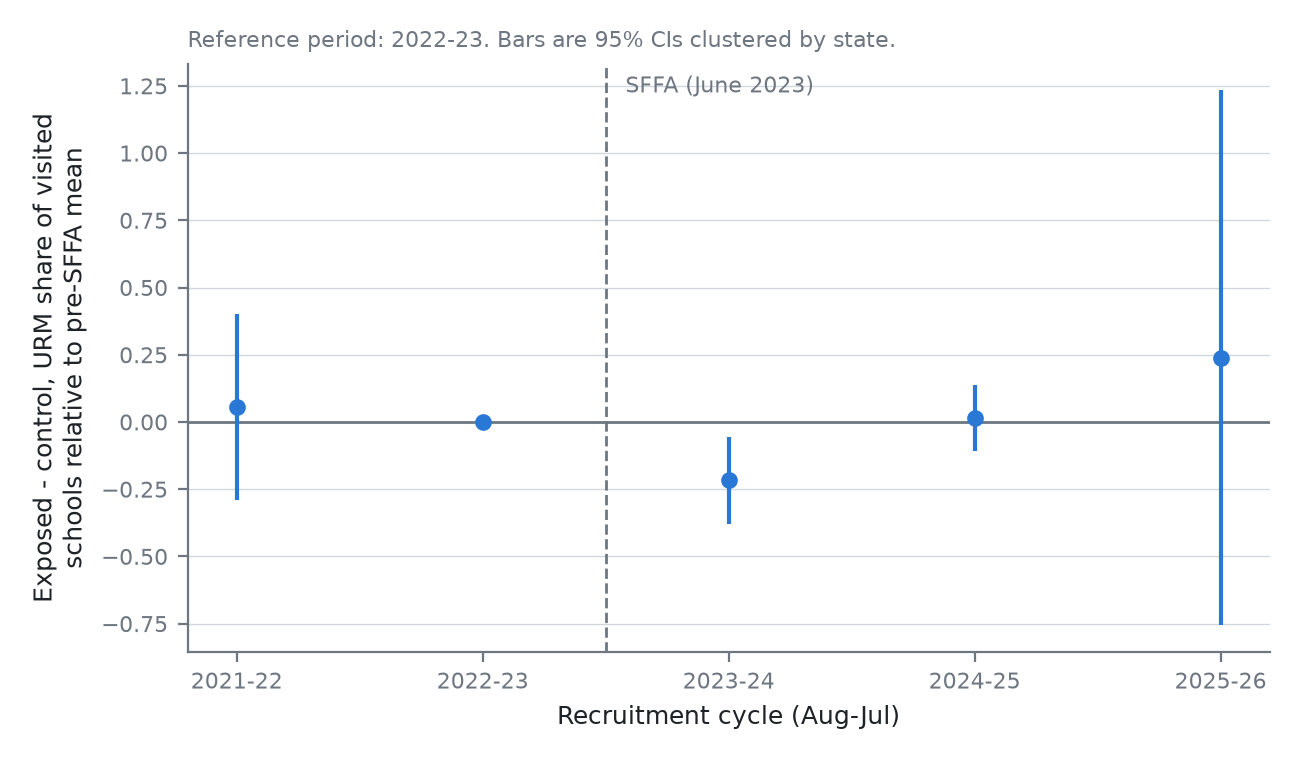 Reference period: 2022-23. Bars are 95% CIs clustered by state.
SFFA (June 2023)
Exposed - control, URM share of visited
schools relative to pre-SFFA mean
1.25
1.00
0.75
0.50
0.25
0.00
−0.25
−0.50
−0.75
2021-22
2022-23
2023-24
2024-25
2025-26
Recruitment cycle (Aug-Jul)